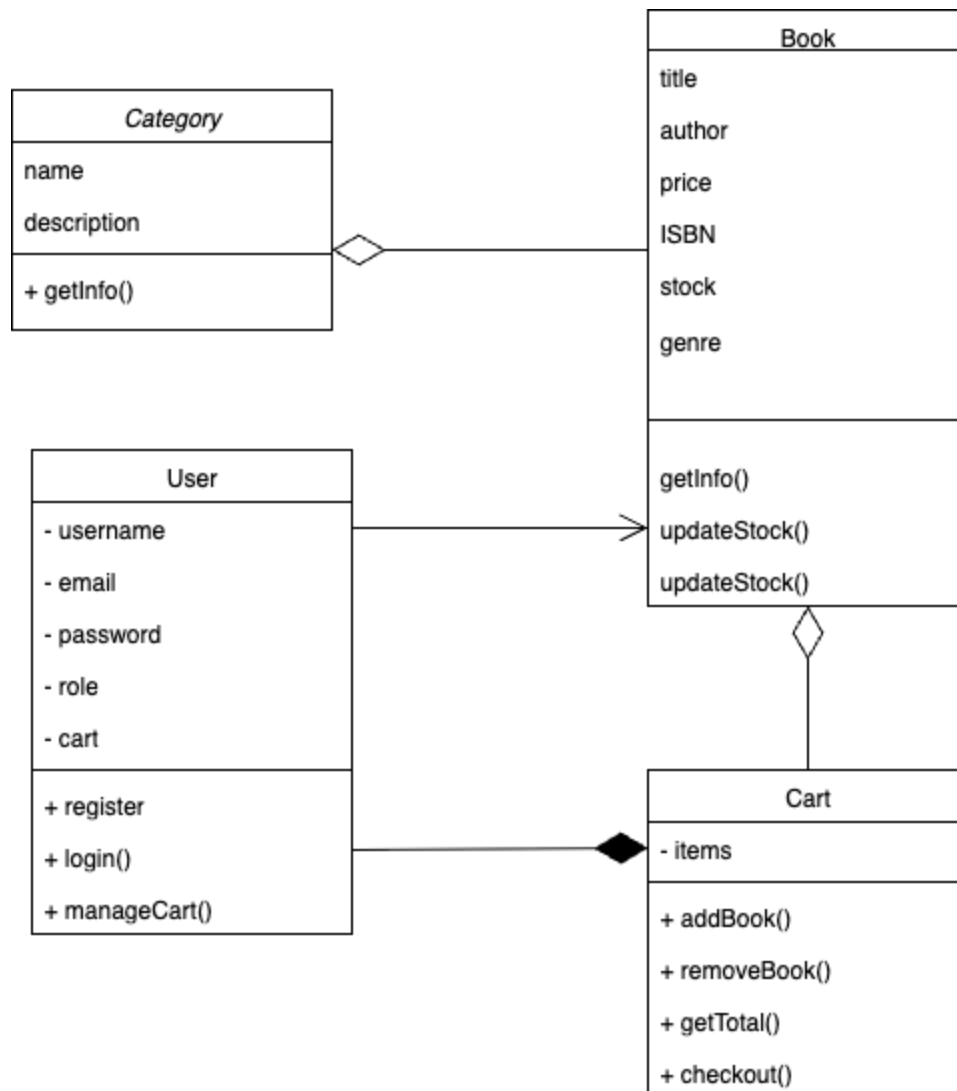 Category
name
description
+ getInfo()
Book
title
author
price
ISBN
stock
genre
getInfo()
updateStock()
updateStock()
User
- username
- email
- password
- role
- cart
+ register
+ login()
+ manageCart()
Cart
- items
+ addBook()
+ removeBook()
+ getTotal()
+ checkout()